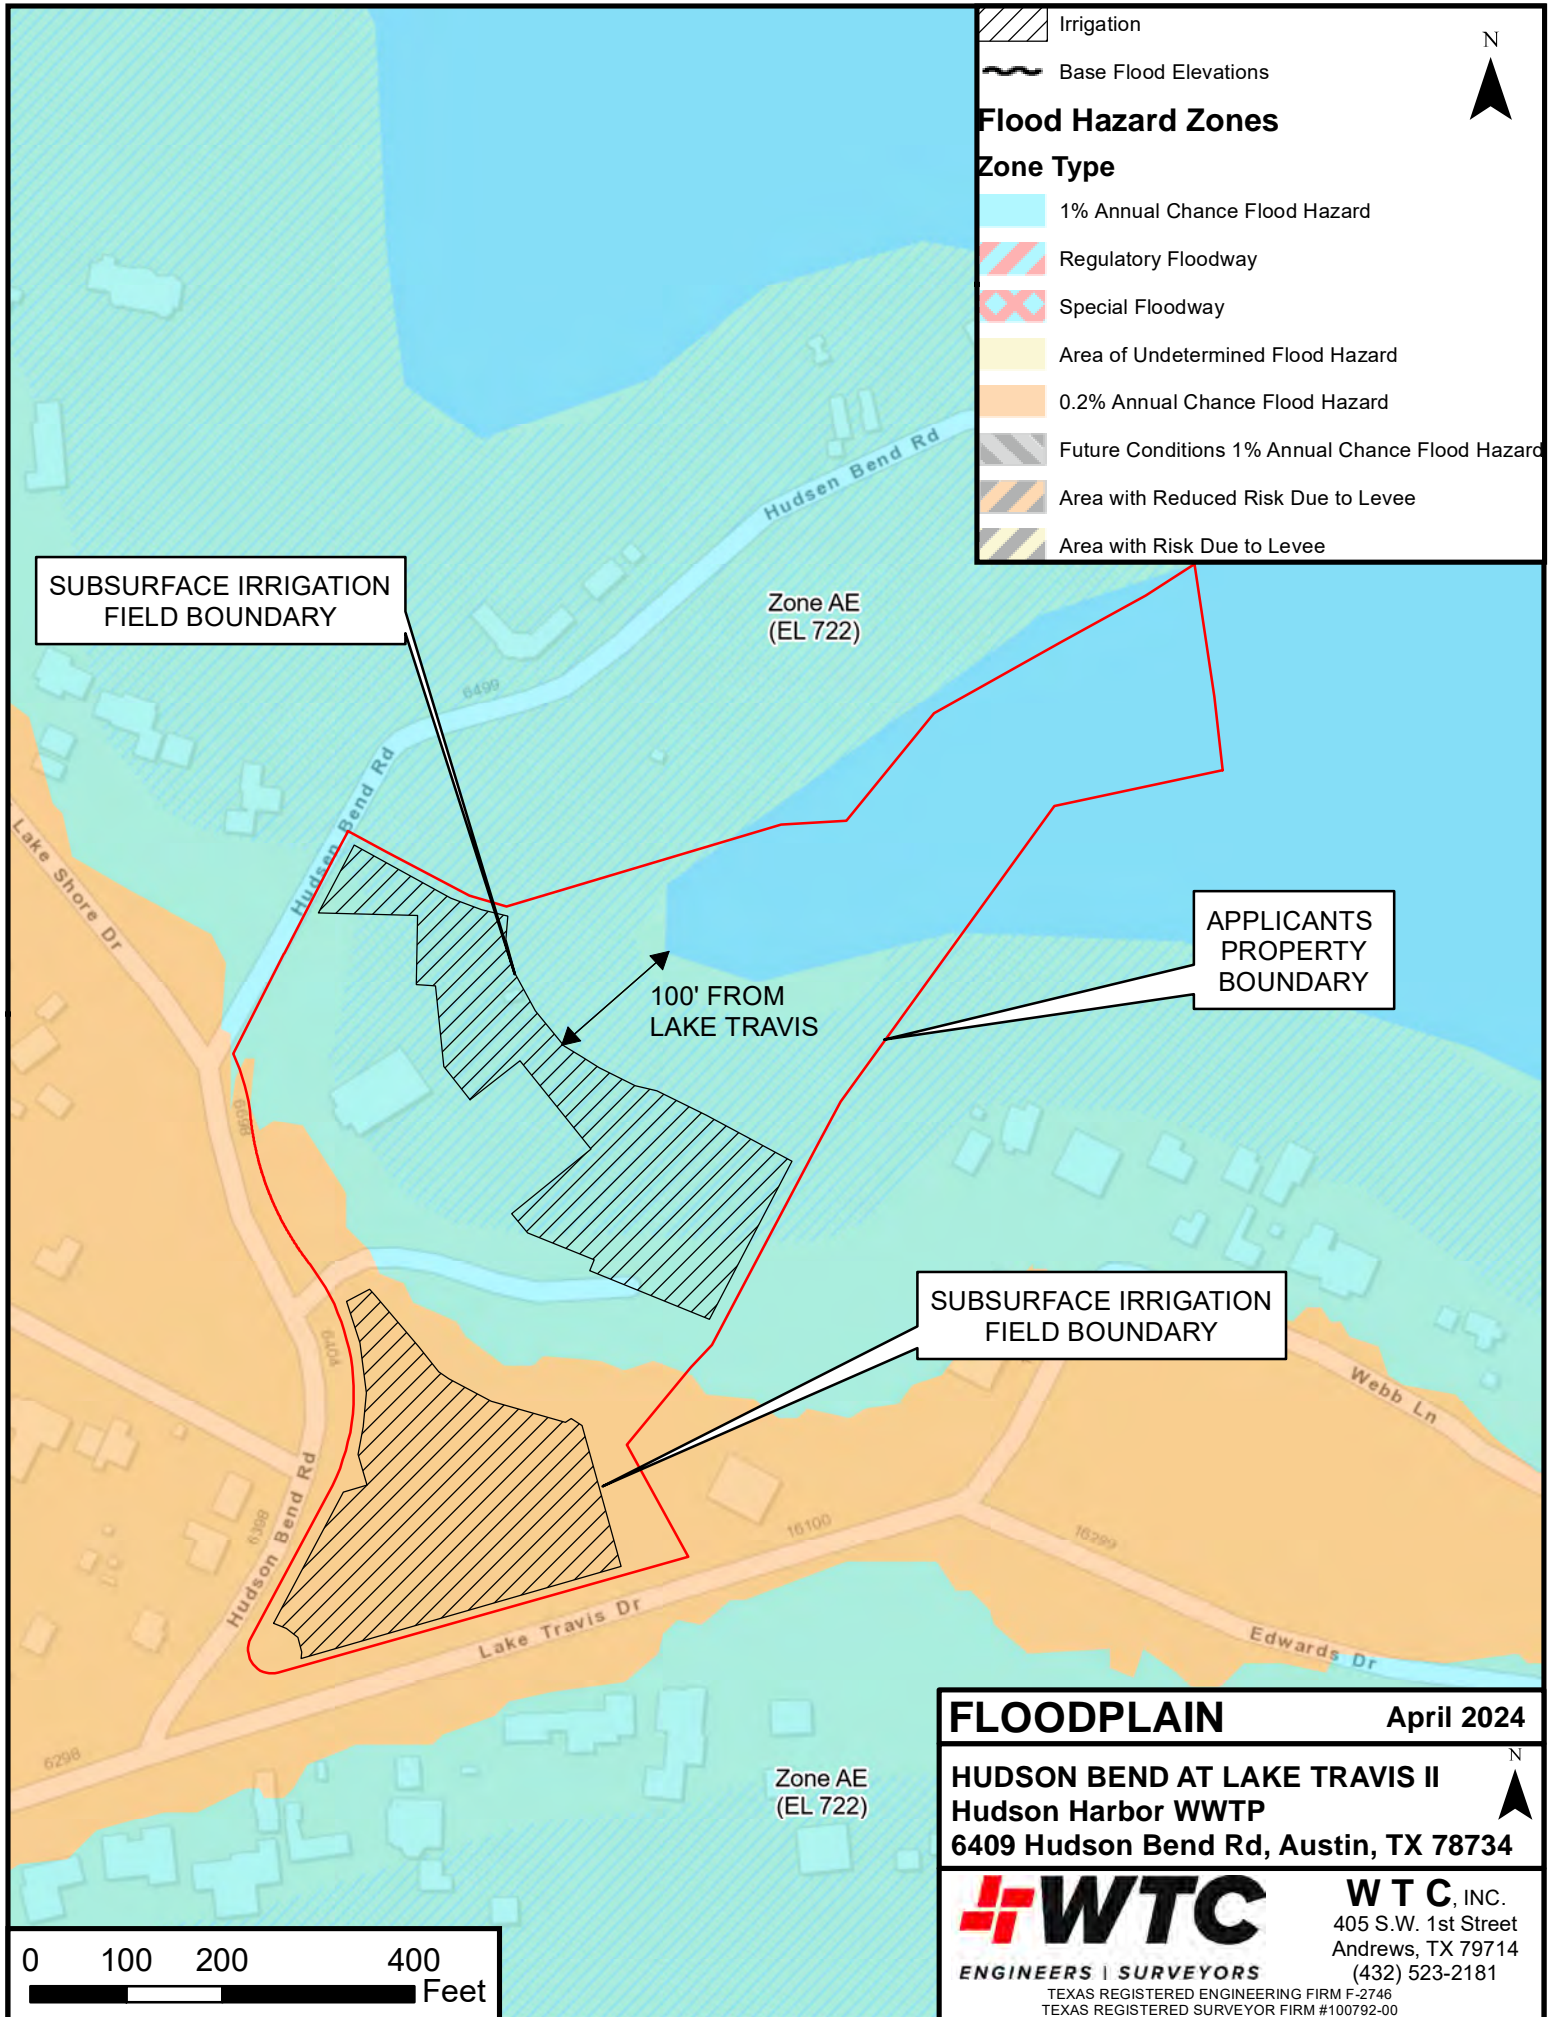 Irrigation
Base Flood Elevations
Flood Hazard Zones
Zone Type
1% Annual Chance Flood Hazard
Regulatory Floodway
Special Floodway
Area of Undetermined Flood Hazard
0.2% Annual Chance Flood Hazard
Future Conditions 1% Annual Chance Flood Hazard
Area with Reduced Risk Due to Levee
Area with Risk Due to Levee
N
Hudsen Bend Rd
SUBSURFACE IRRIGATION
FIELD BOUNDARY
Zone AE
(EL 722)
6499
Hudsen Bend Rd
Lake Shore Dr
APPLICANTS
PROPERTY
BOUNDARY
100' FROM
LAKE TRAVIS
6698
SUBSURFACE IRRIGATION
FIELD BOUNDARY
6404
Webb Ln
6398
Hudson Bend Rd
16100
16299
Lake Travis Dr
Edwards Dr
6298
Zone AE
(EL 722)
FLOODPLAIN
April 2024
HUDSON BEND AT LAKE TRAVIS II
Hudson Harbor WWTP
6409 Hudson Bend Rd, Austin, TX 78734
N
WTC
ENGINEERS | SURVEYORS
W T C, INC.
405 S.W. 1st Street
Andrews, TX 79714
(432) 523-2181
TEXAS REGISTERED ENGINEERING FIRM F-2746
TEXAS REGISTERED SURVEYOR FIRM #100792-00
0 100 200 400
Feet